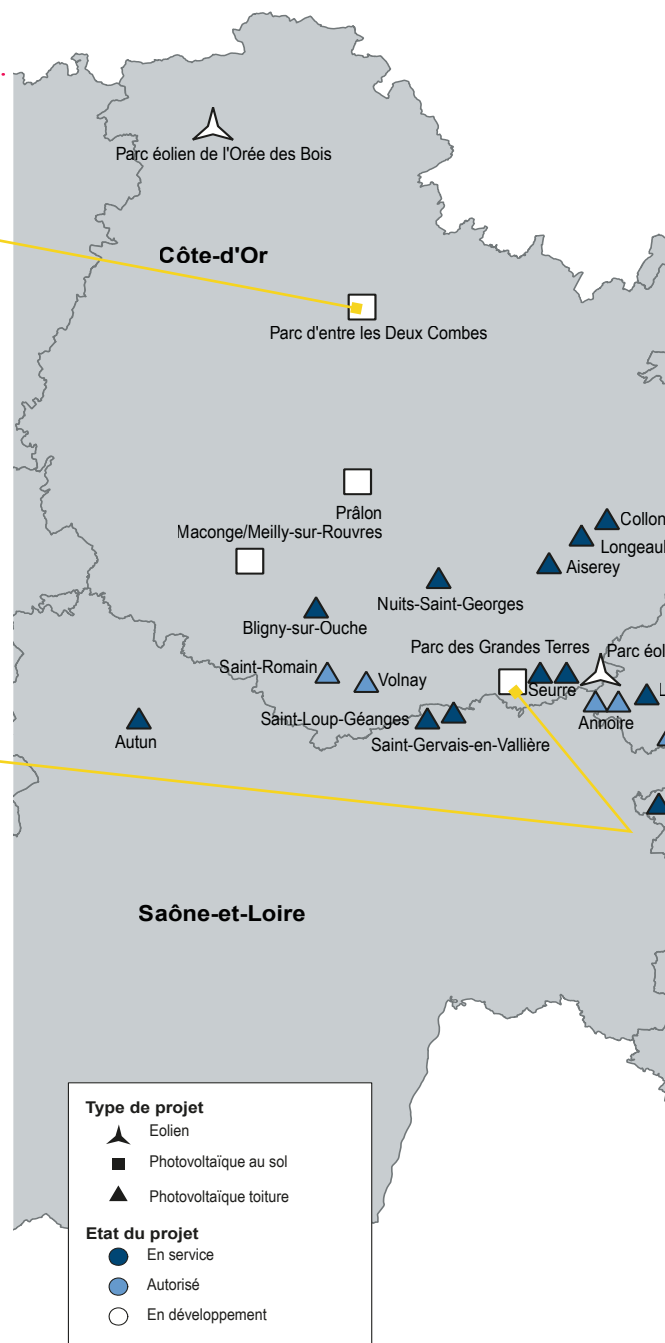 Parc éolien de l'Orée des Bois
Côte-d'Or
Parc d'entre les Deux Combes
Prâlon
Maconge/Meilly-sur-Rouvres
Collon
Longeaul
Aiserey
Nuits-Saint-Georges
Bligny-sur-Ouche
Parc des Grandes Terres
Parc éol
Saint-Romain
Volnay
Seurre
L
Saint-Loup-Géanges
Annoire
Autun
Saint-Gervais-en-Vallière
Saône-et-Loire
Type de projet
Eolien
Photovoltaïque au sol
Photovoltaïque toiture
Etat du projet
En service
Autorisé
En développement